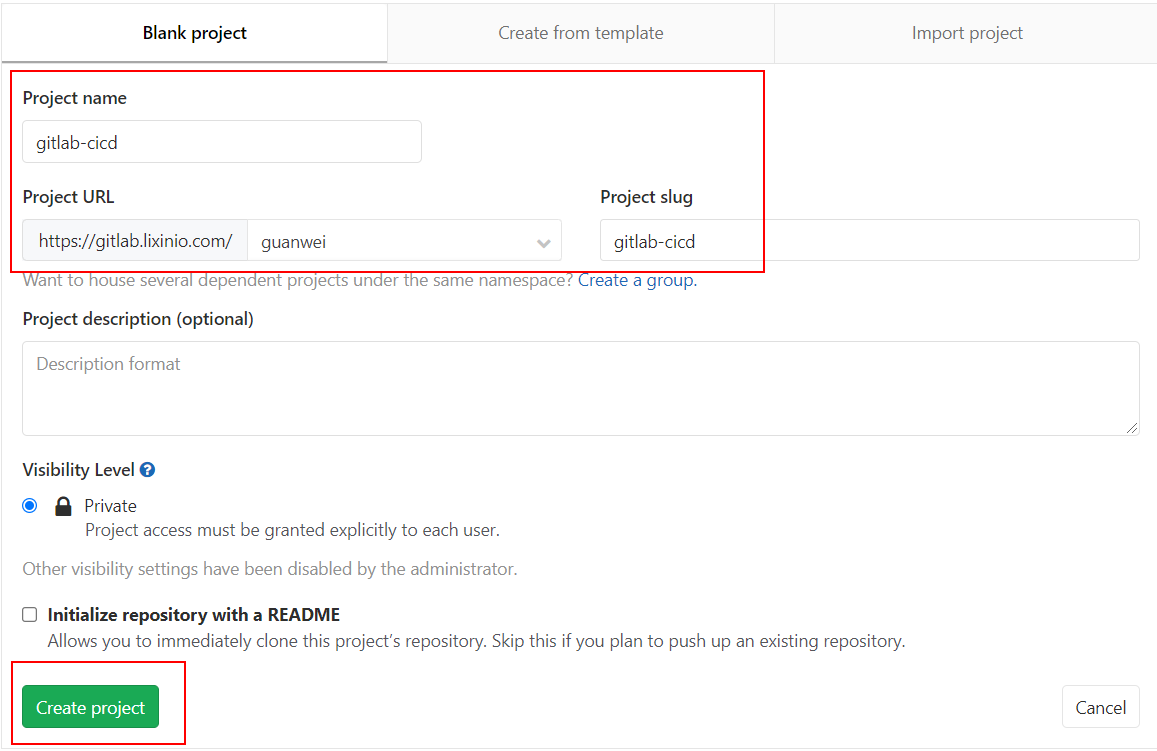 Blank project
Create from template
Import project
Project name
gitlab-cicd
Project URL
Project slug
https://gitlab.lixinio.com/
guanwei
gitlab-cicd
Want to house several dependent projects under the same namespace? Create a group.
Project description (optional)
Description format
Visibility Level
Private
Project access must be granted explicitly to each user.
Other visibility settings have been disabled by the administrator.
Initialize repository with a README
Allows you to immediately clone this project’s repository. Skip this if you plan to push up an existing repository.
Create project
Cancel